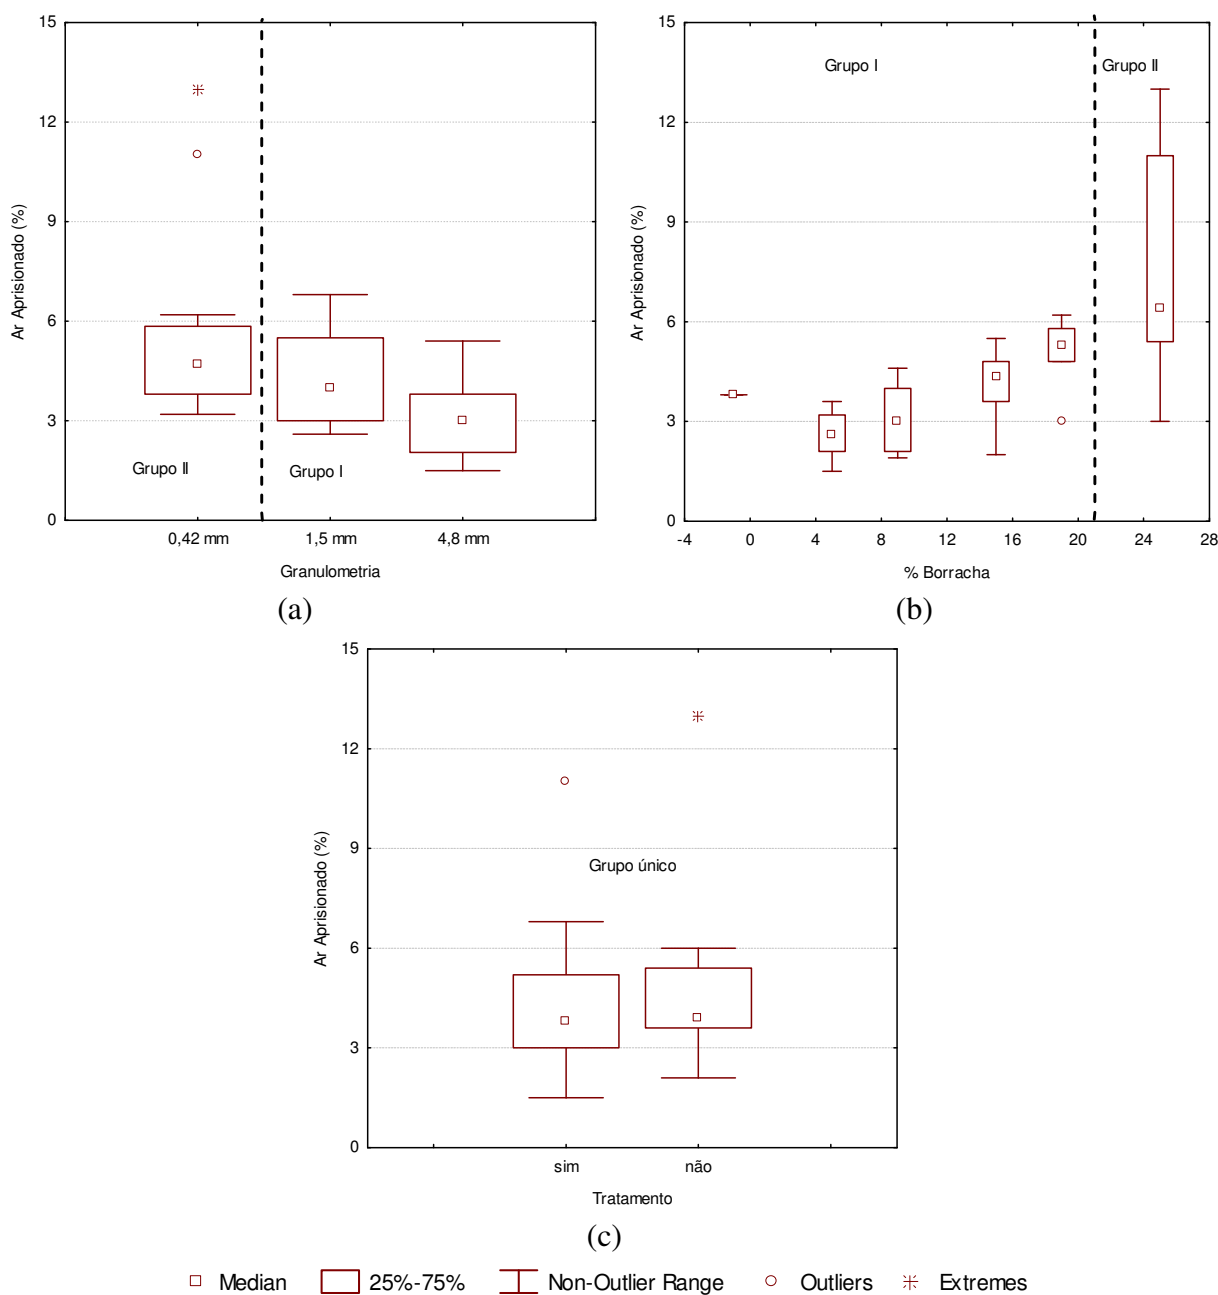 15
12
9
6
3
0
Ar Aprisionado (%)
Grupo II
Grupo I
0,42 mm
1,5 mm
4,8 mm
Granulometria
(a)
15
12
9
6
3
0
Ar Aprisionado (%)
Grupo I
Grupo II
-4 0 4 8 12 16 20 24 28
% Borracha
(b)
15
12
9
6
3
0
Ar Aprisionado (%)
Grupo único
sim
não
Tratamento
(c)
Median 25%-75% Non-Outlier Range Outliers Extremes